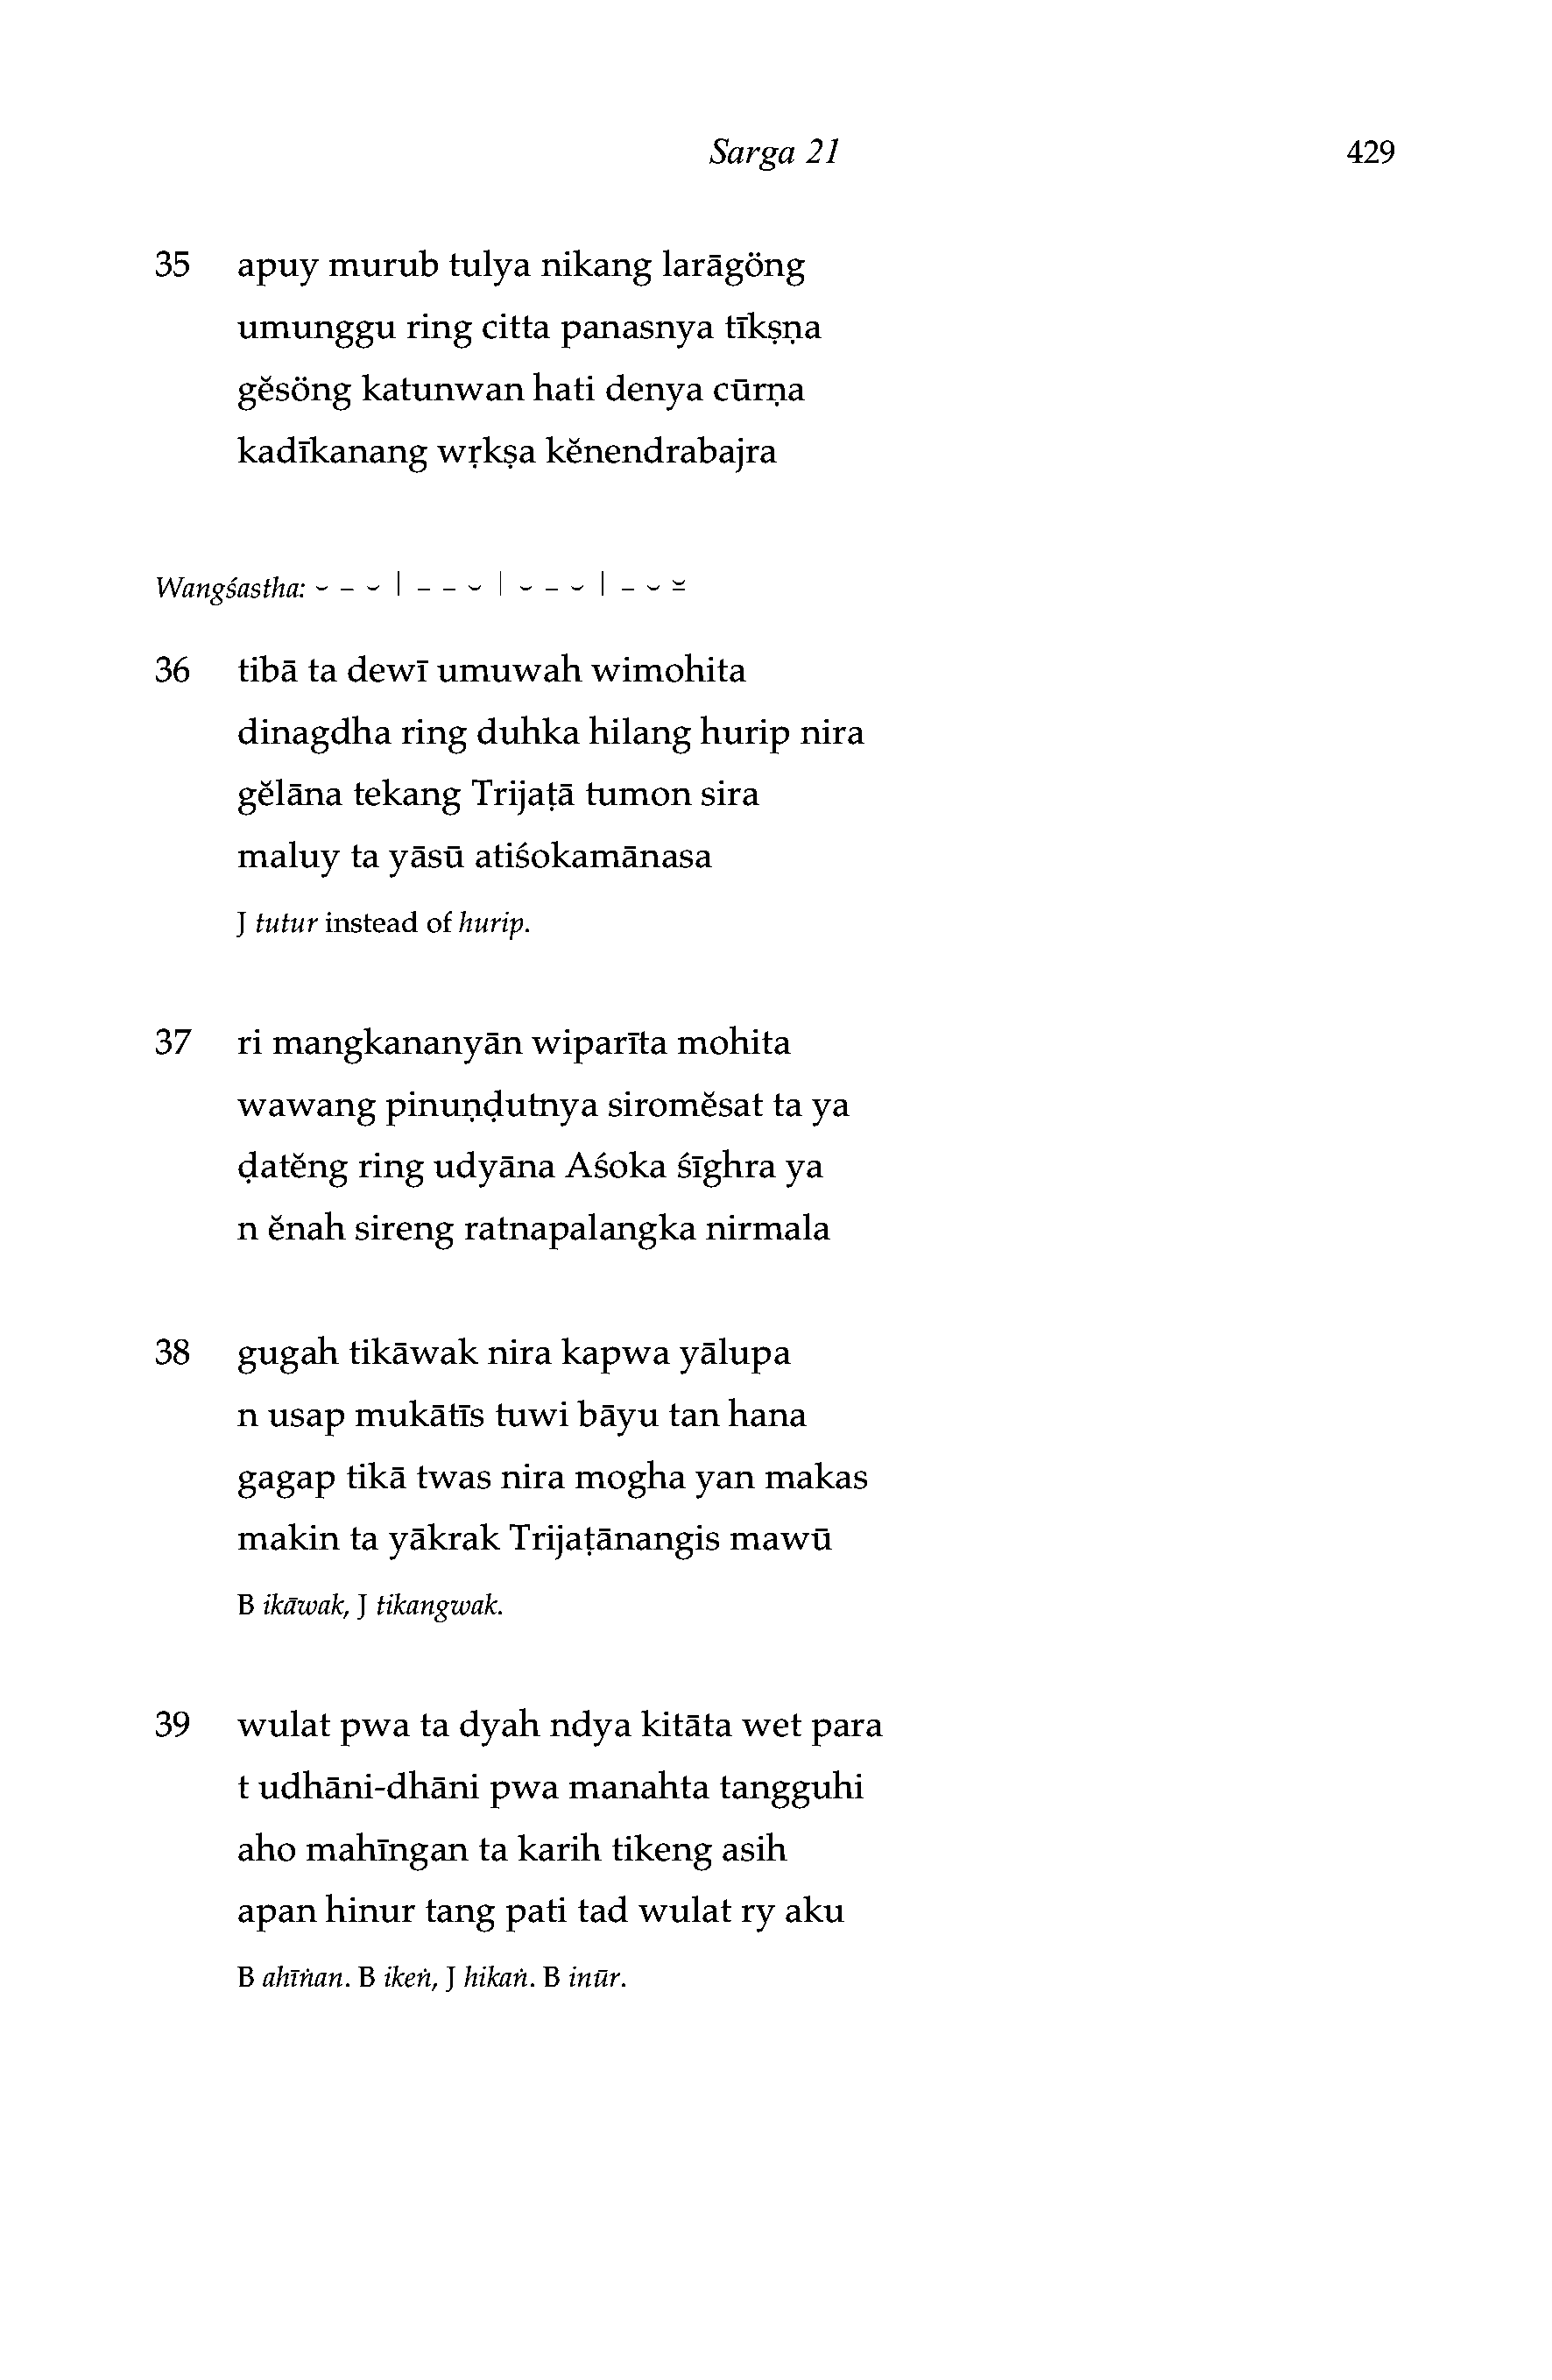 Sarga 21 429
35 apuy murub tulya nikang larāgöng
umunggu ring citta panasnya tīkṣṇa
gĕsöng katunwan hati denya cūrṇa
kadīkanang wṛkṣa kĕnendrabajra
Wangśastha: ⏑ – ⏑ | – – ⏑ | ⏑ – ⏑ | – ⏑ ⏓
36 tibā ta dewī umuwah wimohita
dinagdha ring duhka hilang hurip nira
gĕlāna tekang Trijaṭā tumon sira
maluy ta yāsū atiśokamānasa
J tutur instead of hurip.
37 ri mangkananyān wiparīta mohita
wawang pinuṇḍutnya siromĕsat ta ya
ḍatĕng ring udyāna Aśoka śīghra ya
n ĕnah sireng ratnapalangka nirmala
38 gugah tikāwak nira kapwa yālupa
n usap mukātīs tuwi bāyu tan hana
gagap tikā twas nira mogha yan makas
makin ta yākrak Trijaṭānangis mawū
B ikāwak, J tikangwak.
39 wulat pwa ta dyah ndya kitāta wet para
t udhāni-dhāni pwa manahta tangguhi
aho mahīngan ta karih tikeng asih
apan hinur tang pati tad wulat ry aku
B ahīṅan. B ikeṅ, J hikaṅ. B inūr.